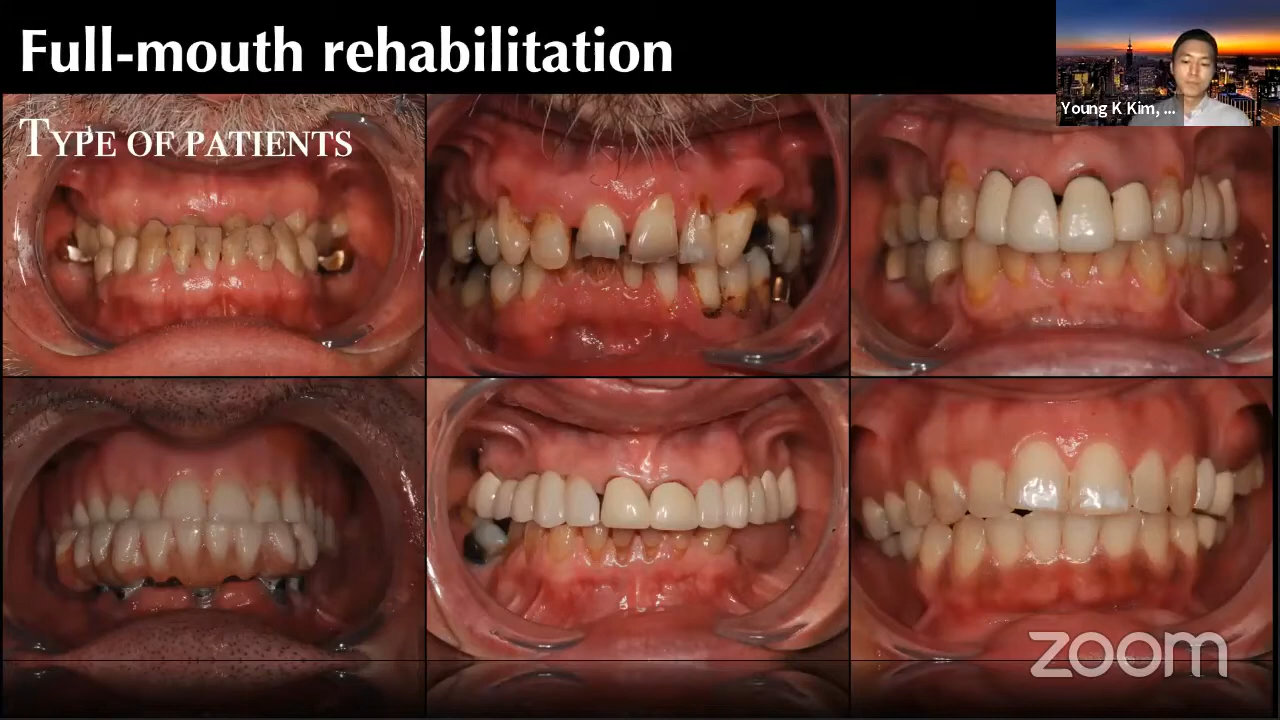 Full-mouth rehabilitation
TYPE OF PATIENTS
Young K Kim, ...
zoom